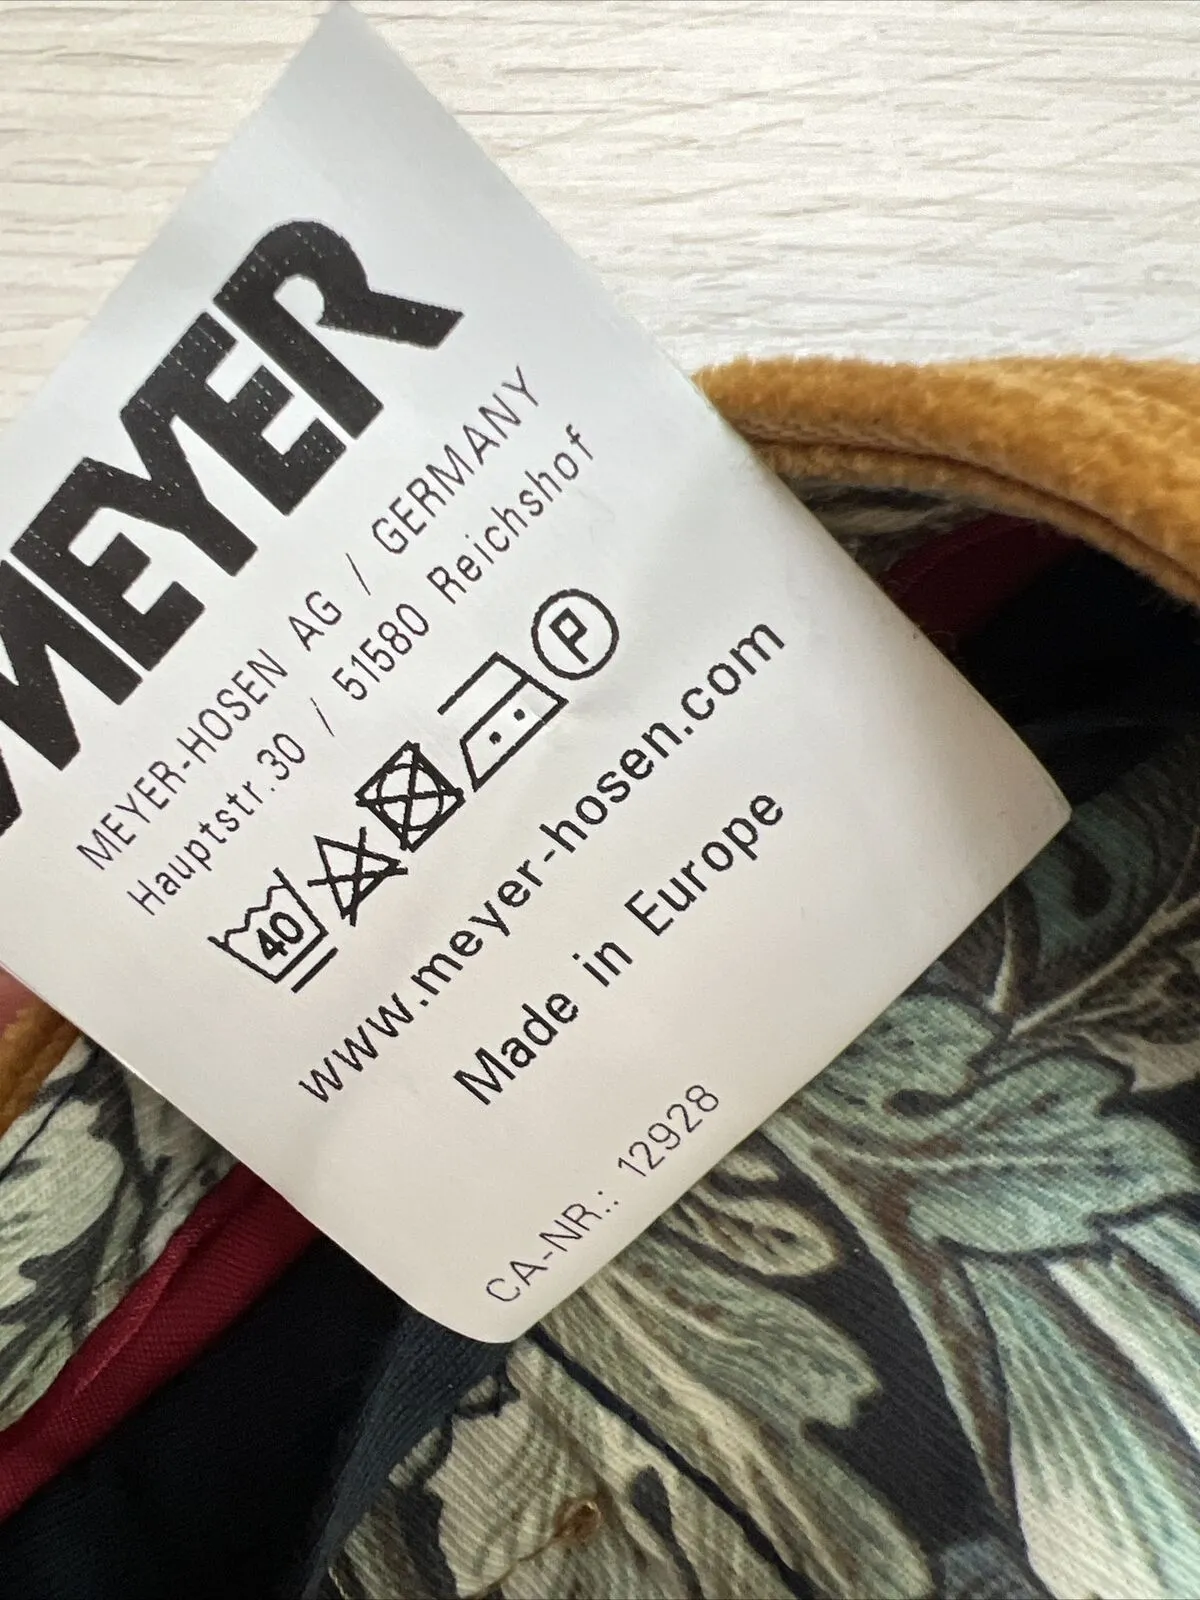 MEYER
MEYER-HOSEN AG / GERMANY
Hauptstr.30 / 51580 Reichshof
40 P
www.meyer-hosen.com
Made in Europe
CA-NR.: 12928